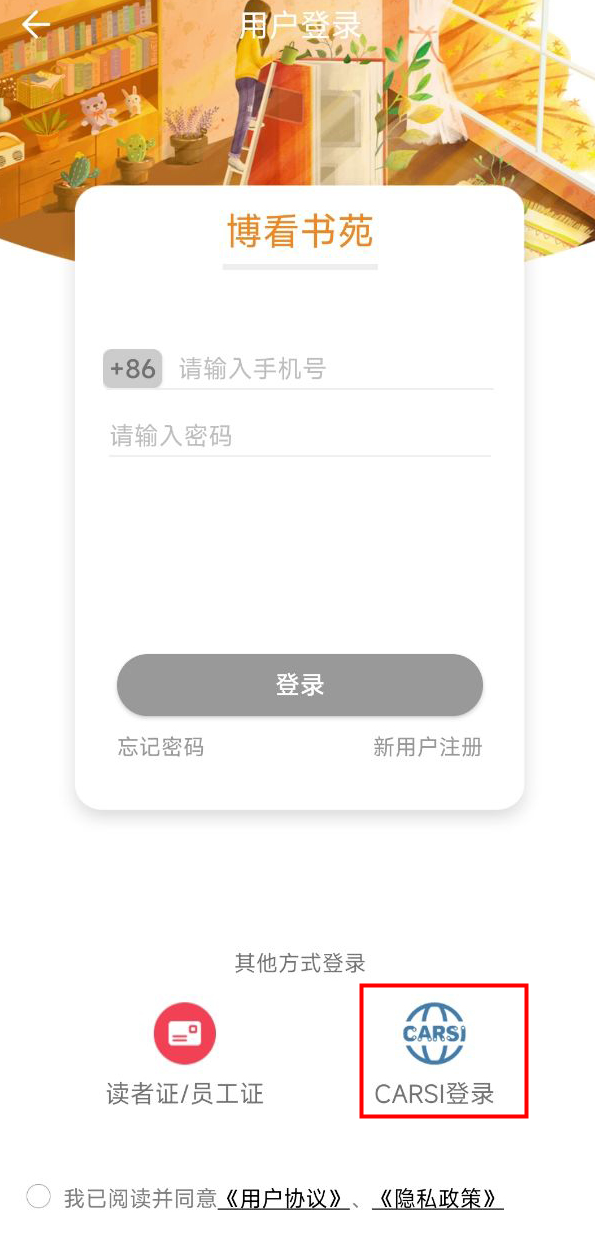 用户登录
博看书苑
+86 请输入手机号
请输入密码
登录
忘记密码 新用户注册
其他方式登录
CARSI
读者证/员工证 CARSI登录
我已阅读并同意《用户协议》、《隐私政策》